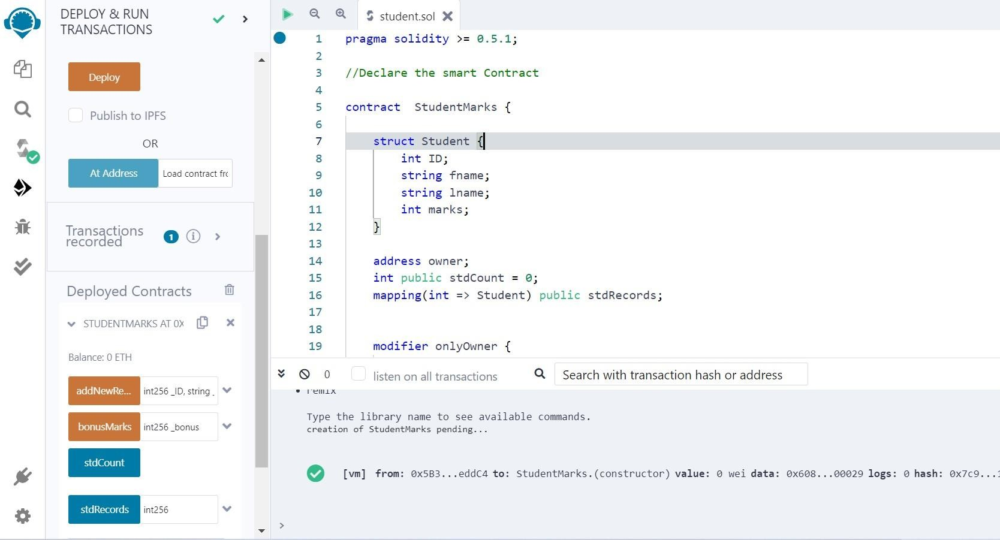 DEPLOY & RUN
TRANSACTIONS
Deploy
Publish to IPFS
OR
At Address
Load contract frc
Transactions
recorded
1
Deployed Contracts
STUDENTMARKS AT 0X
Balance: 0 ETH
addNewRe...
int256 _ID, string _
bonusMarks
int256 _bonus
stdCount
stdRecords
int256
student.sol
1 pragma solidity >= 0.5.1;
2
3 //Declare the smart Contract
4
5 contract  StudentMarks {
6
7 struct Student {
8 int ID;
9 string fname;
10 string lname;
11 int marks;
12 }
13
14 address owner;
15 int public stdCount = 0;
16 mapping(int => Student) public stdRecords;
17
18
19 modifier onlyOwner {
0
listen on all transactions
Search with transaction hash or address
• remix
Type the library name to see available commands.
creation of StudentMarks pending...
[vm] from: 0x5B3...eddC4 to: StudentMarks.(constructor) value: 0 wei data: 0x608...00029 logs: 0 hash: 0x7c9...1
>